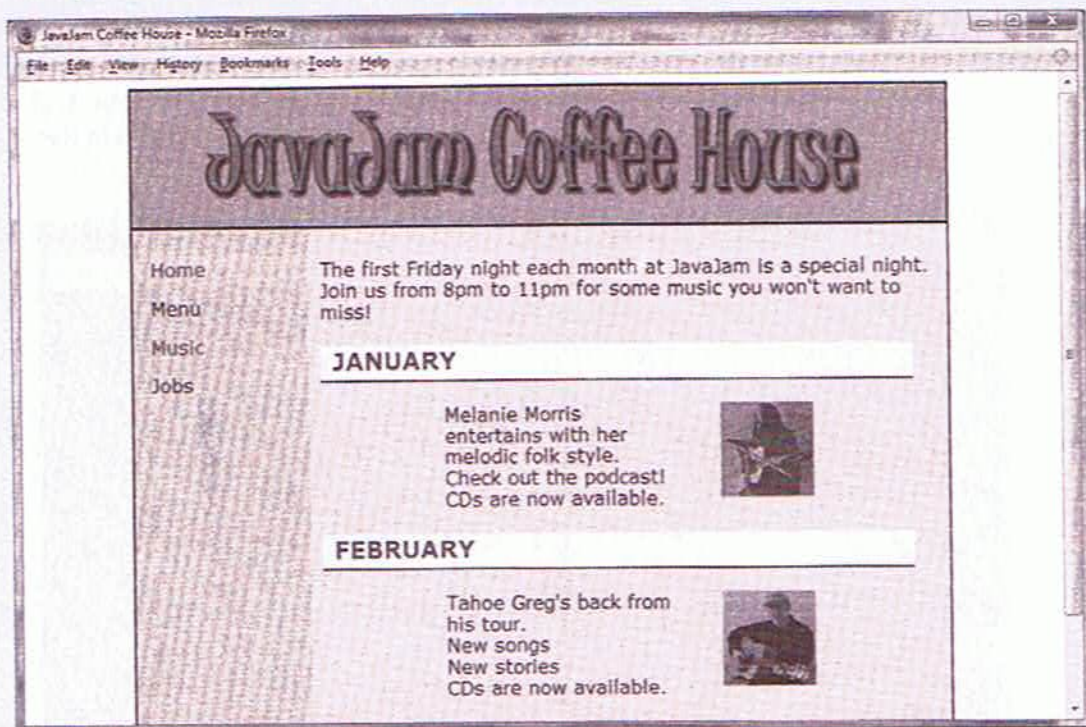 JavaJam Coffee House - Mozilla Firefox
File Edit View History Bookmarks Tools Help
JavaJam Coffee House
Home
Menu
Music
Jobs
The first Friday night each month at JavaJam is a special night.
Join us from 8pm to 11pm for some music you won't want to
miss!
JANUARY
Melanie Morris
entertains with her
melodic folk style.
Check out the podcast!
CDs are now available.
FEBRUARY
Tahoe Greg's back from
his tour.
New songs
New stories
CDs are now available.